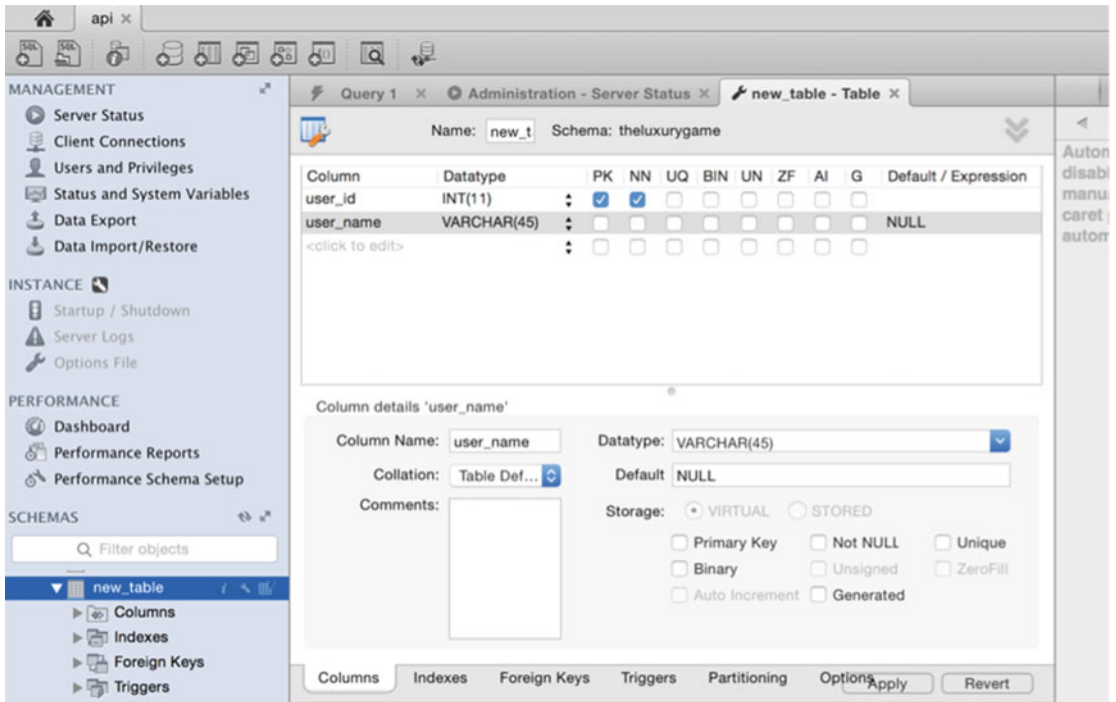 api ×
SQL SQL
MANAGEMENT
Server Status
Client Connections
Users and Privileges
Status and System Variables
Data Export
Data Import/Restore
INSTANCE
Startup / Shutdown
Server Logs
Options File
PERFORMANCE
Dashboard
Performance Reports
Performance Schema Setup
SCHEMAS
Filter objects
new_table
Columns
Indexes
Foreign Keys
Triggers
Query 1 × Administration - Server Status × new_table - Table ×
Name: new_t Schema: theluxurygame
Column Datatype PK NN UQ BIN UN ZF AI G Default / Expression
user_id INT(11)
user_name VARCHAR(45) NULL
<click to edit>
Column details 'user_name'
Column Name: user_name Datatype: VARCHAR(45)
Collation: Table Def... Default NULL
Comments: Storage: VIRTUAL STORED
Primary Key Not NULL Unique
Binary Unsigned ZeroFill
Auto Increment Generated
Columns Indexes Foreign Keys Triggers Partitioning Options Apply Revert
Autom
disabl
manu
caret
autom